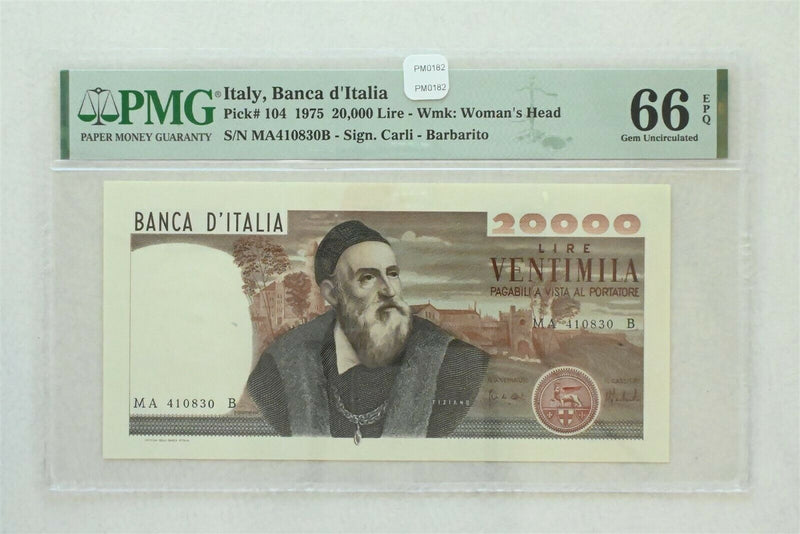 PM0182
PM0182
PMG®
PAPER MONEY GUARANTY
Italy, Banca d'Italia
Pick# 104 1975 20,000 Lire - Wmk: Woman's Head
S/N MA410830B - Sign. Carli - Barbarito
66
EPQ
Gem Uncirculated
BANCA D'ITALIA
20000
LIRE
VENTIMILA
PAGABILI A VISTA AL PORTATORE
MA 410830 B
MA 410830 B
TIZIANO